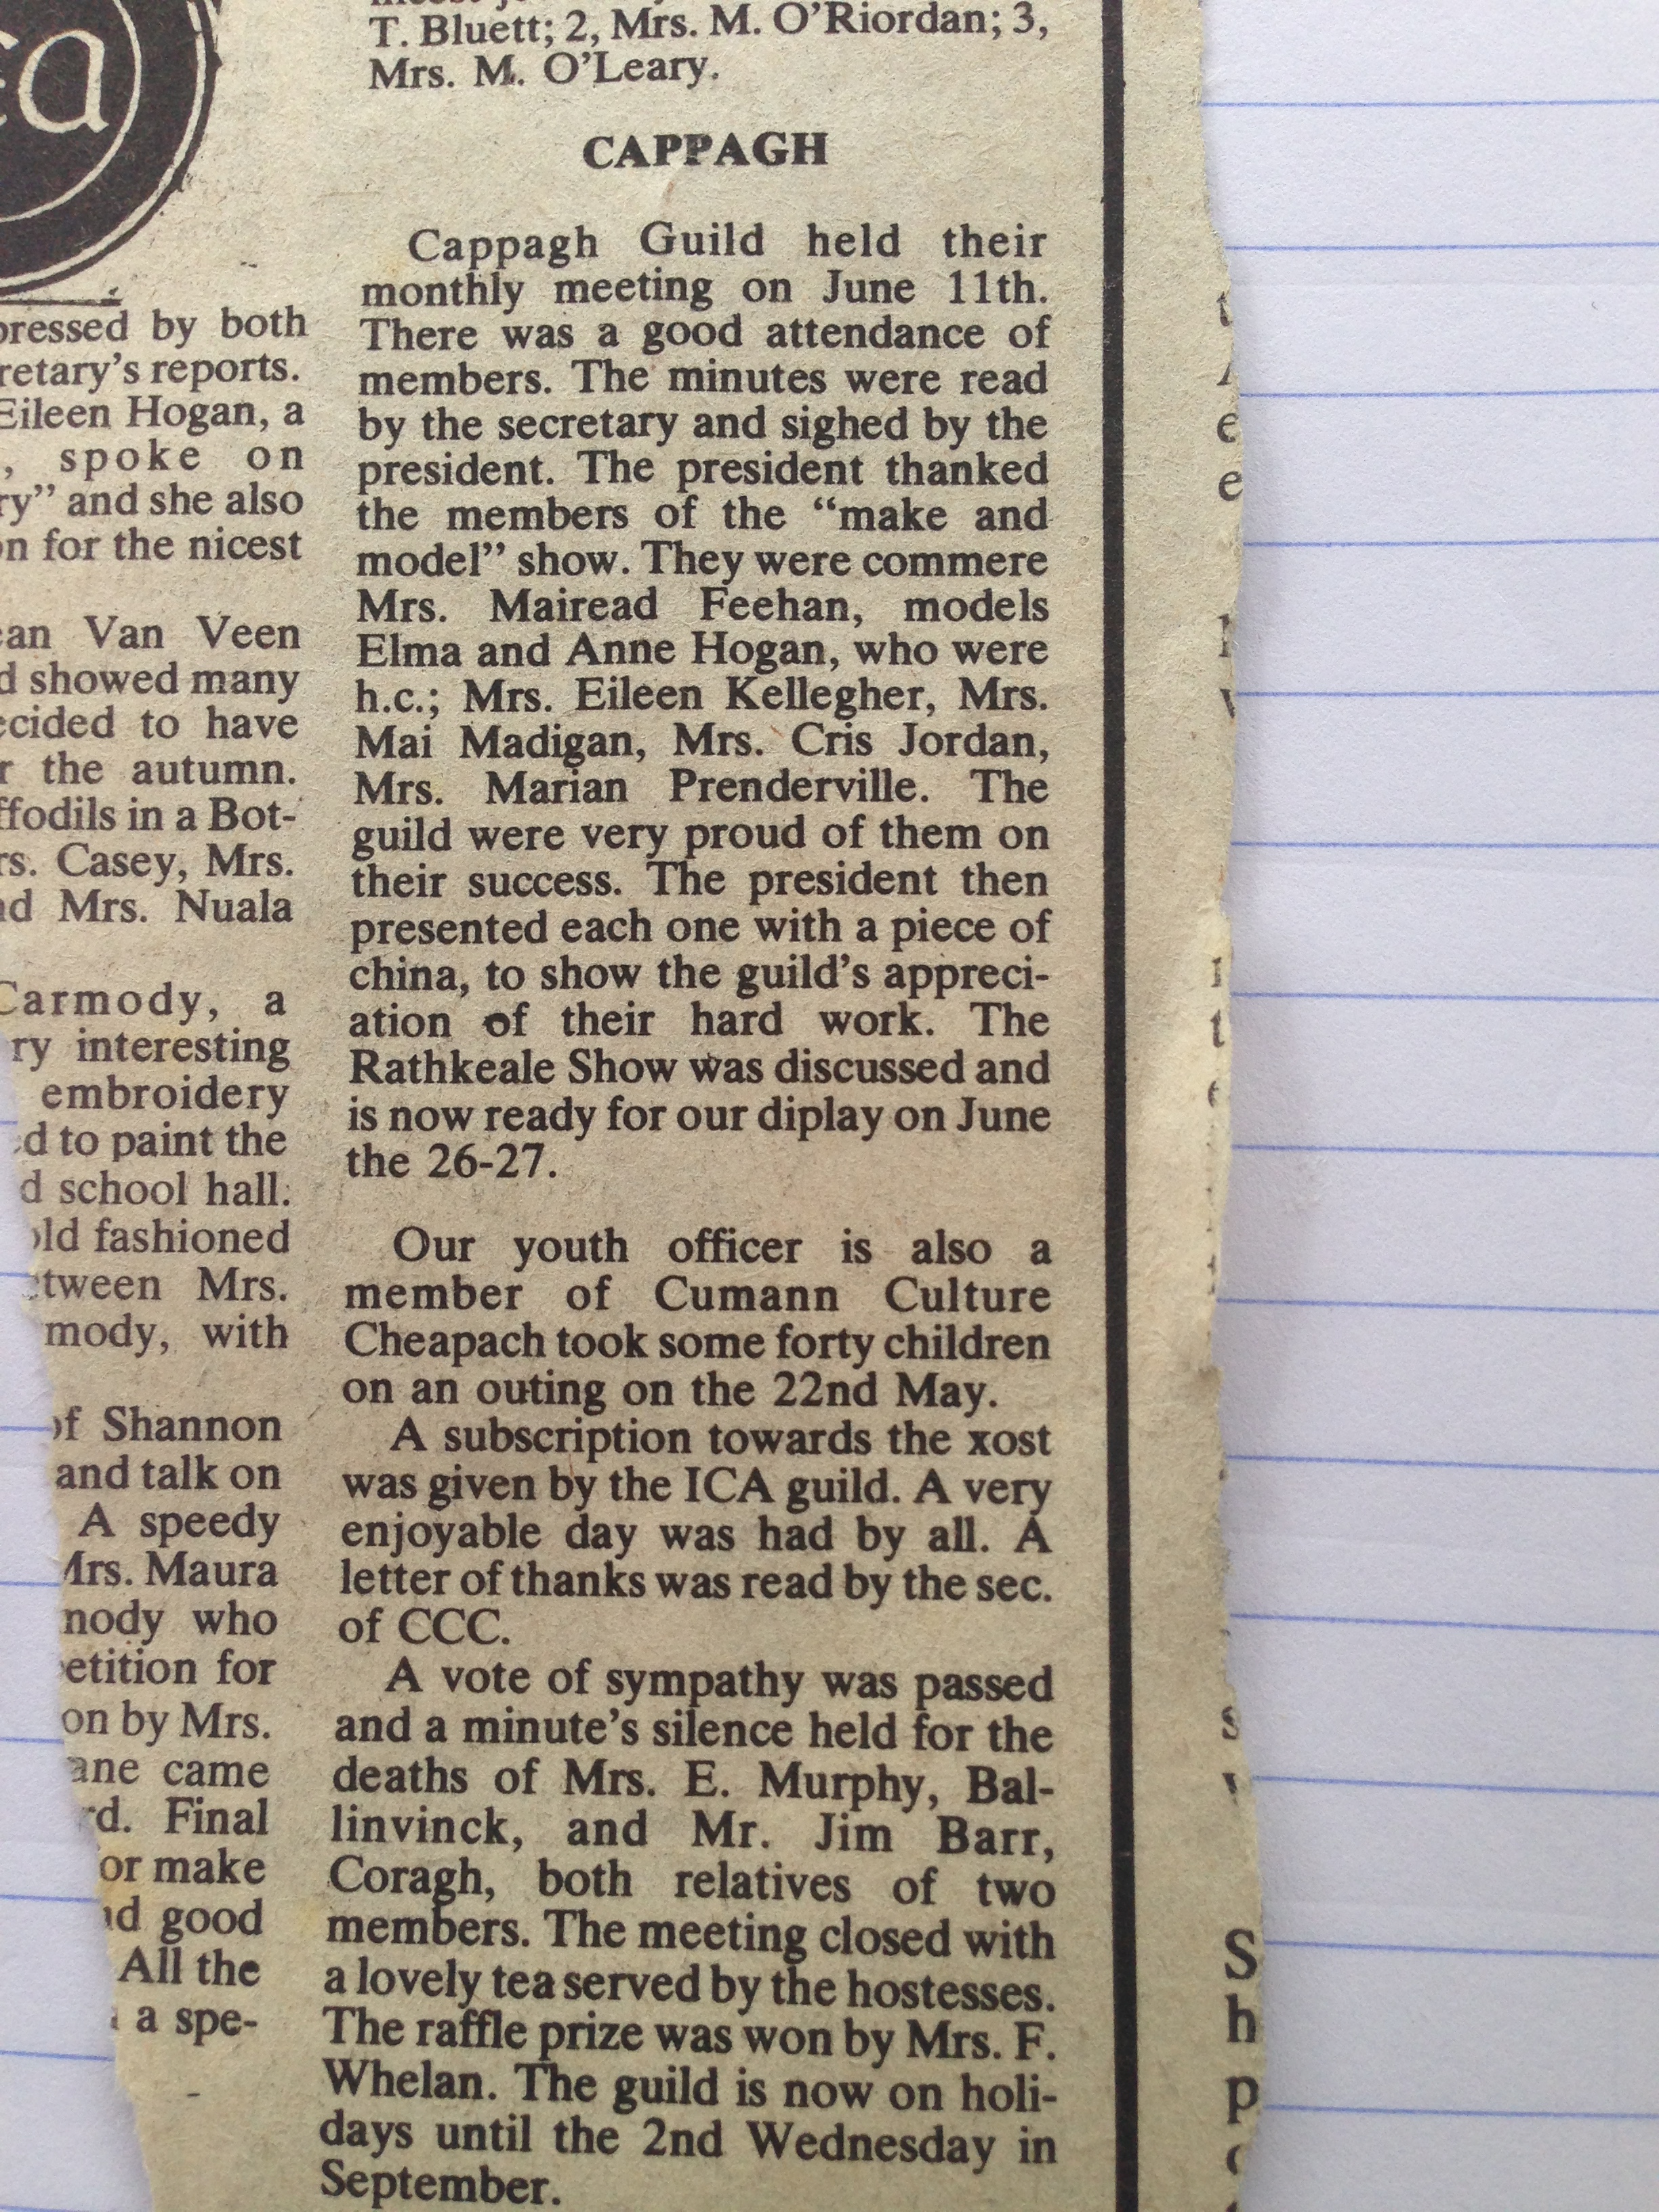 T. Bluett; 2, Mrs. M. O'Riordan; 3,
Mrs. M. O'Leary.
CAPPAGH
Cappagh Guild held their
monthly meeting on June 11th.
There was a good attendance of
members. The minutes were read
by the secretary and sighed by the
president. The president thanked
the members of the “make and
model” show. They were commere
Mrs. Mairead Feehan, models
Elma and Anne Hogan, who were
h.c.; Mrs. Eileen Kellegher, Mrs.
Mai Madigan, Mrs. Cris Jordan,
Mrs. Marian Prenderville. The
guild were very proud of them on
their success. The president then
presented each one with a piece of
china, to show the guild's appreci-
ation of their hard work. The
Rathkeale Show was discussed and
is now ready for our diplay on June
the 26-27.
Our youth officer is also a
member of Cumann Culture
Cheapach took some forty children
on an outing on the 22nd May.
A subscription towards the xost
was given by the ICA guild. A very
enjoyable day was had by all. A
letter of thanks was read by the sec.
of CCC.
A vote of sympathy was passed
and a minute's silence held for the
deaths of Mrs. E. Murphy, Bal-
linvinck, and Mr. Jim Barr,
Coragh, both relatives of two
members. The meeting closed with
a lovely tea served by the hostesses.
The raffle prize was won by Mrs. F.
Whelan. The guild is now on holi-
days until the 2nd Wednesday in
September.
by both
retary's reports.
Eileen Hogan, a
, spoke on
ry” and she also
for the nicest
Van Veen
showed many
to have
the autumn.
in a Bot-
Casey, Mrs.
Mrs. Nuala
Carmody, a
interesting
embroidery
to paint the
school hall.
fashioned
Mrs.
with
of Shannon
and talk on
A speedy
Mrs. Maura
who
for
on by Mrs.
came
Final
or make
good
All the
a spe-